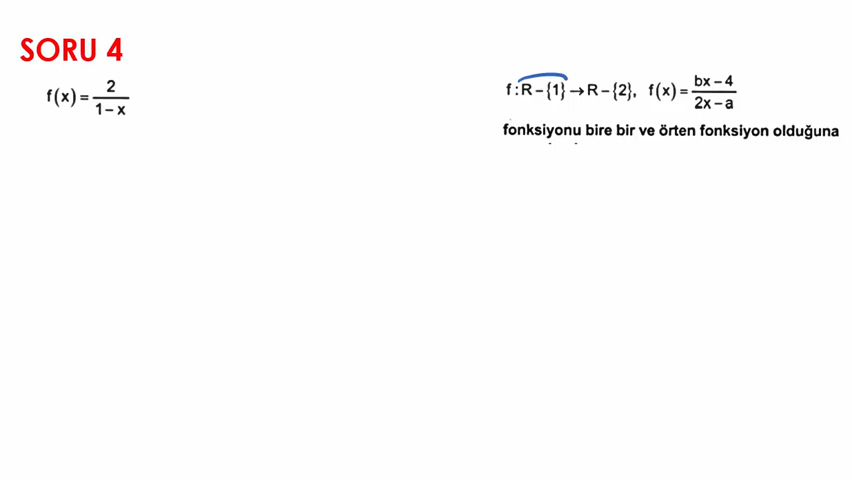 SORU 4
f(x) = 2/(1-x)
f : R-{1} → R-{2}, f(x) = (bx-4)/(2x-a)
fonksiyonu bire bir ve örten fonksiyon olduğuna